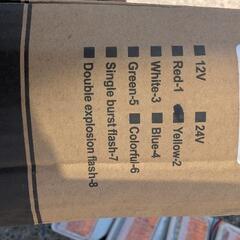 12V 24V
Red-1 Yellow-2
White-3 Blue-4
Green-5 Colorful-6
Single burst flash-7
Double explosion flash-8